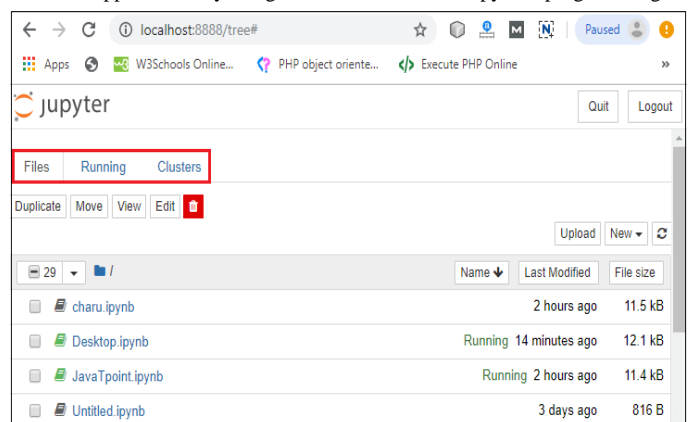 localhost:8888/tree#
Paused
Apps W3Schools Online... PHP object oriente... Execute PHP Online »
jupyter Quit Logout
Files Running Clusters
Duplicate Move View Edit
Upload New
29 / Name Last Modified File size
charu.ipynb 2 hours ago 11.5 kB
Desktop.ipynb Running 14 minutes ago 12.1 kB
JavaTpoint.ipynb Running 2 hours ago 11.4 kB
Untitled.ipynb 3 days ago 816 B